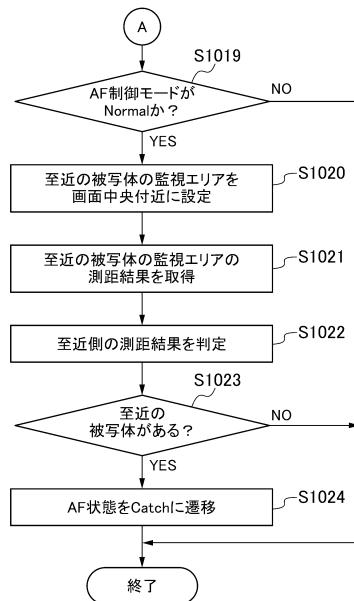 A
S1019
AF制御モードが
Normalか？
NO
YES
S1020
至近の被写体の監視エリアを
画面中央付近に設定
S1021
至近の被写体の監視エリアの
測距結果を取得
S1022
至近側の測距結果を判定
S1023
至近の
被写体がある？
NO
YES
S1024
AF状態をCatchに遷移
終了